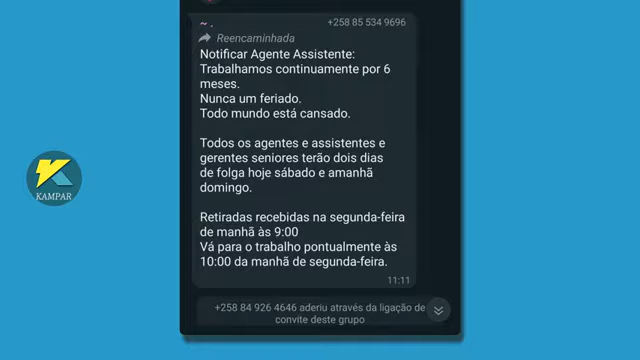 ~ .
+258 85 534 9696
Reencaminhada
Notificar Agente Assistente:
Trabalhamos continuamente por 6
meses.
Nunca um feriado.
Todo mundo está cansado.
Todos os agentes e assistentes e
gerentes seniores terão dois dias
de folga hoje sábado e amanhã
domingo.
Retiradas recebidas na segunda-feira
de manhã às 9:00
Vá para o trabalho pontualmente às
10:00 da manhã de segunda-feira.
11:11
+258 84 926 4646 aderiu através da ligação de
convite deste grupo
KAMPAR